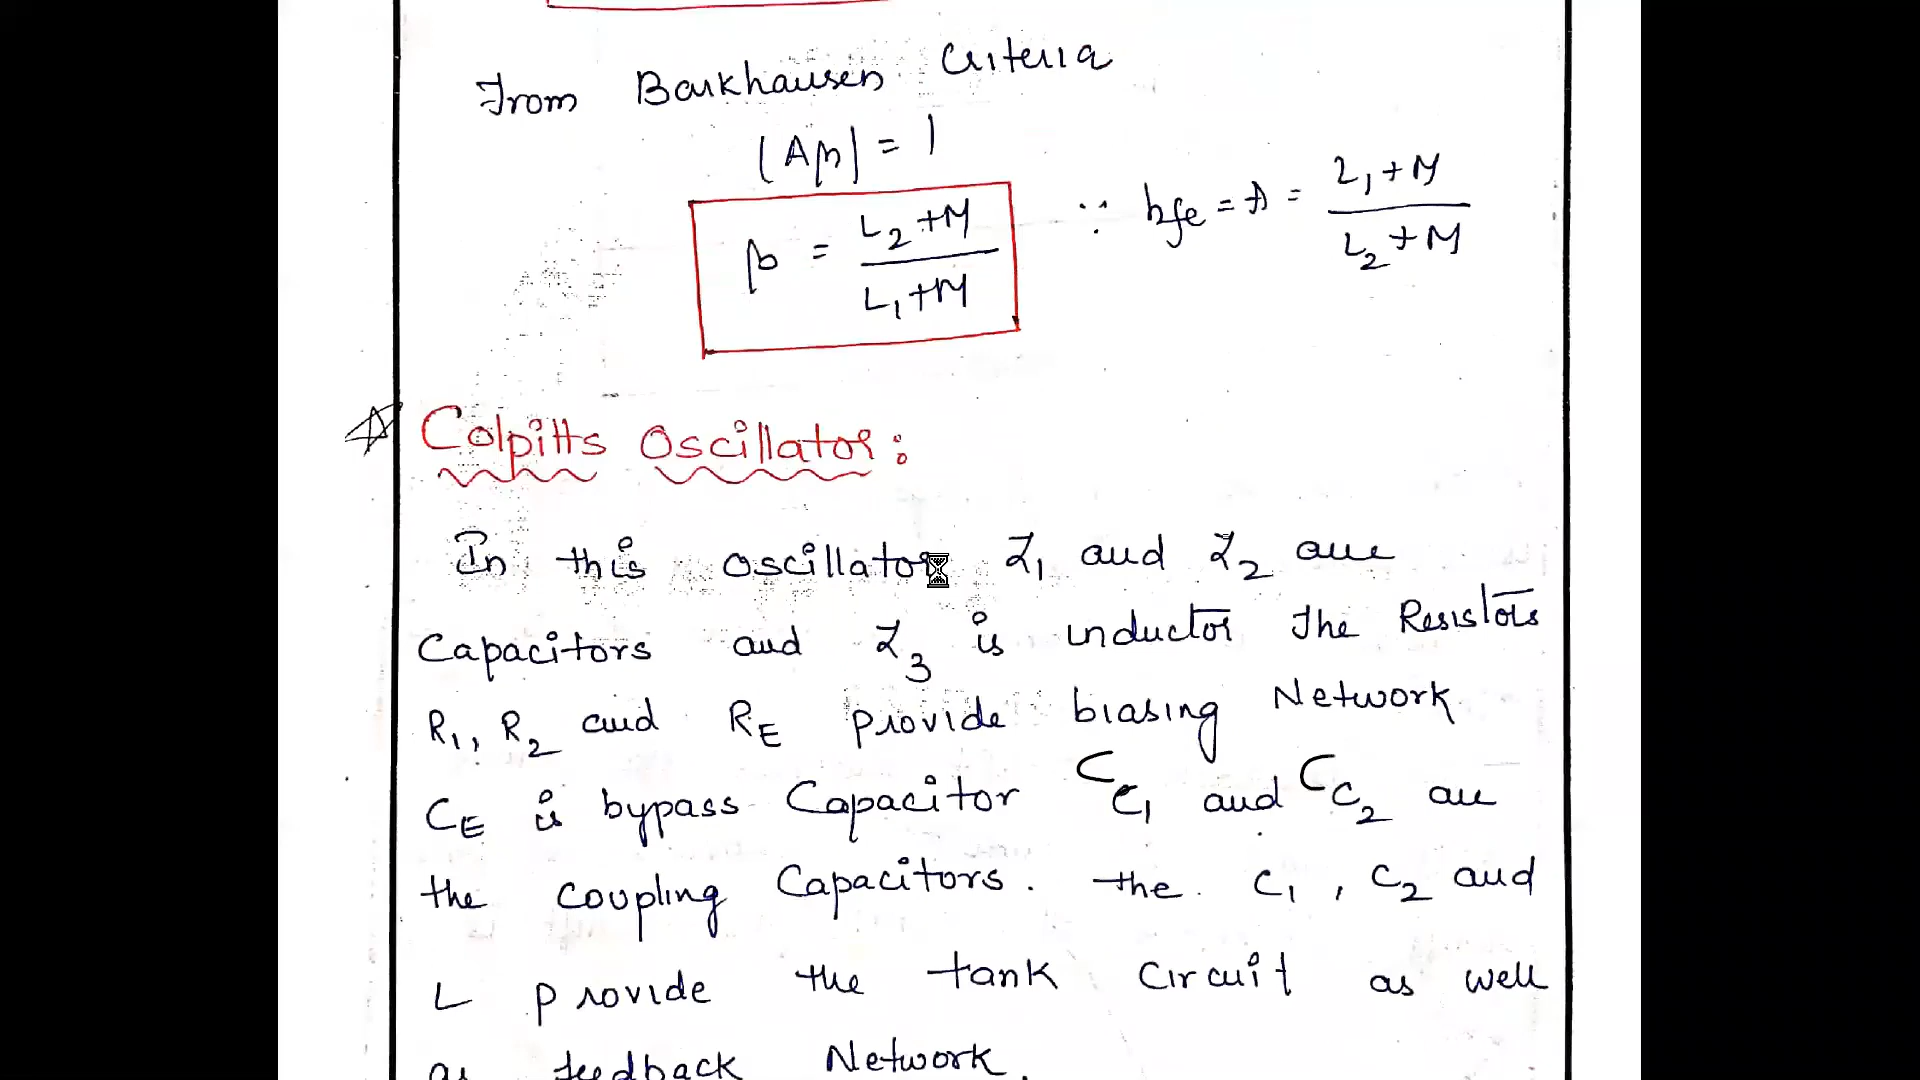 From Barkhausen Criteria
|Aβ| = 1
β = L2+M / L1+M ∵ hfe = A = L1+M / L2+M
Colpitts Oscillator:
In this oscillator Z1 and Z2 are
Capacitors and Z3 is inductor The Resistors
R1, R2 and RE provide biasing Network
CE is bypass Capacitor CC1 and CC2 are
the coupling Capacitors. the C1, C2 and
L provide the tank Circuit as well
as feedback Network.